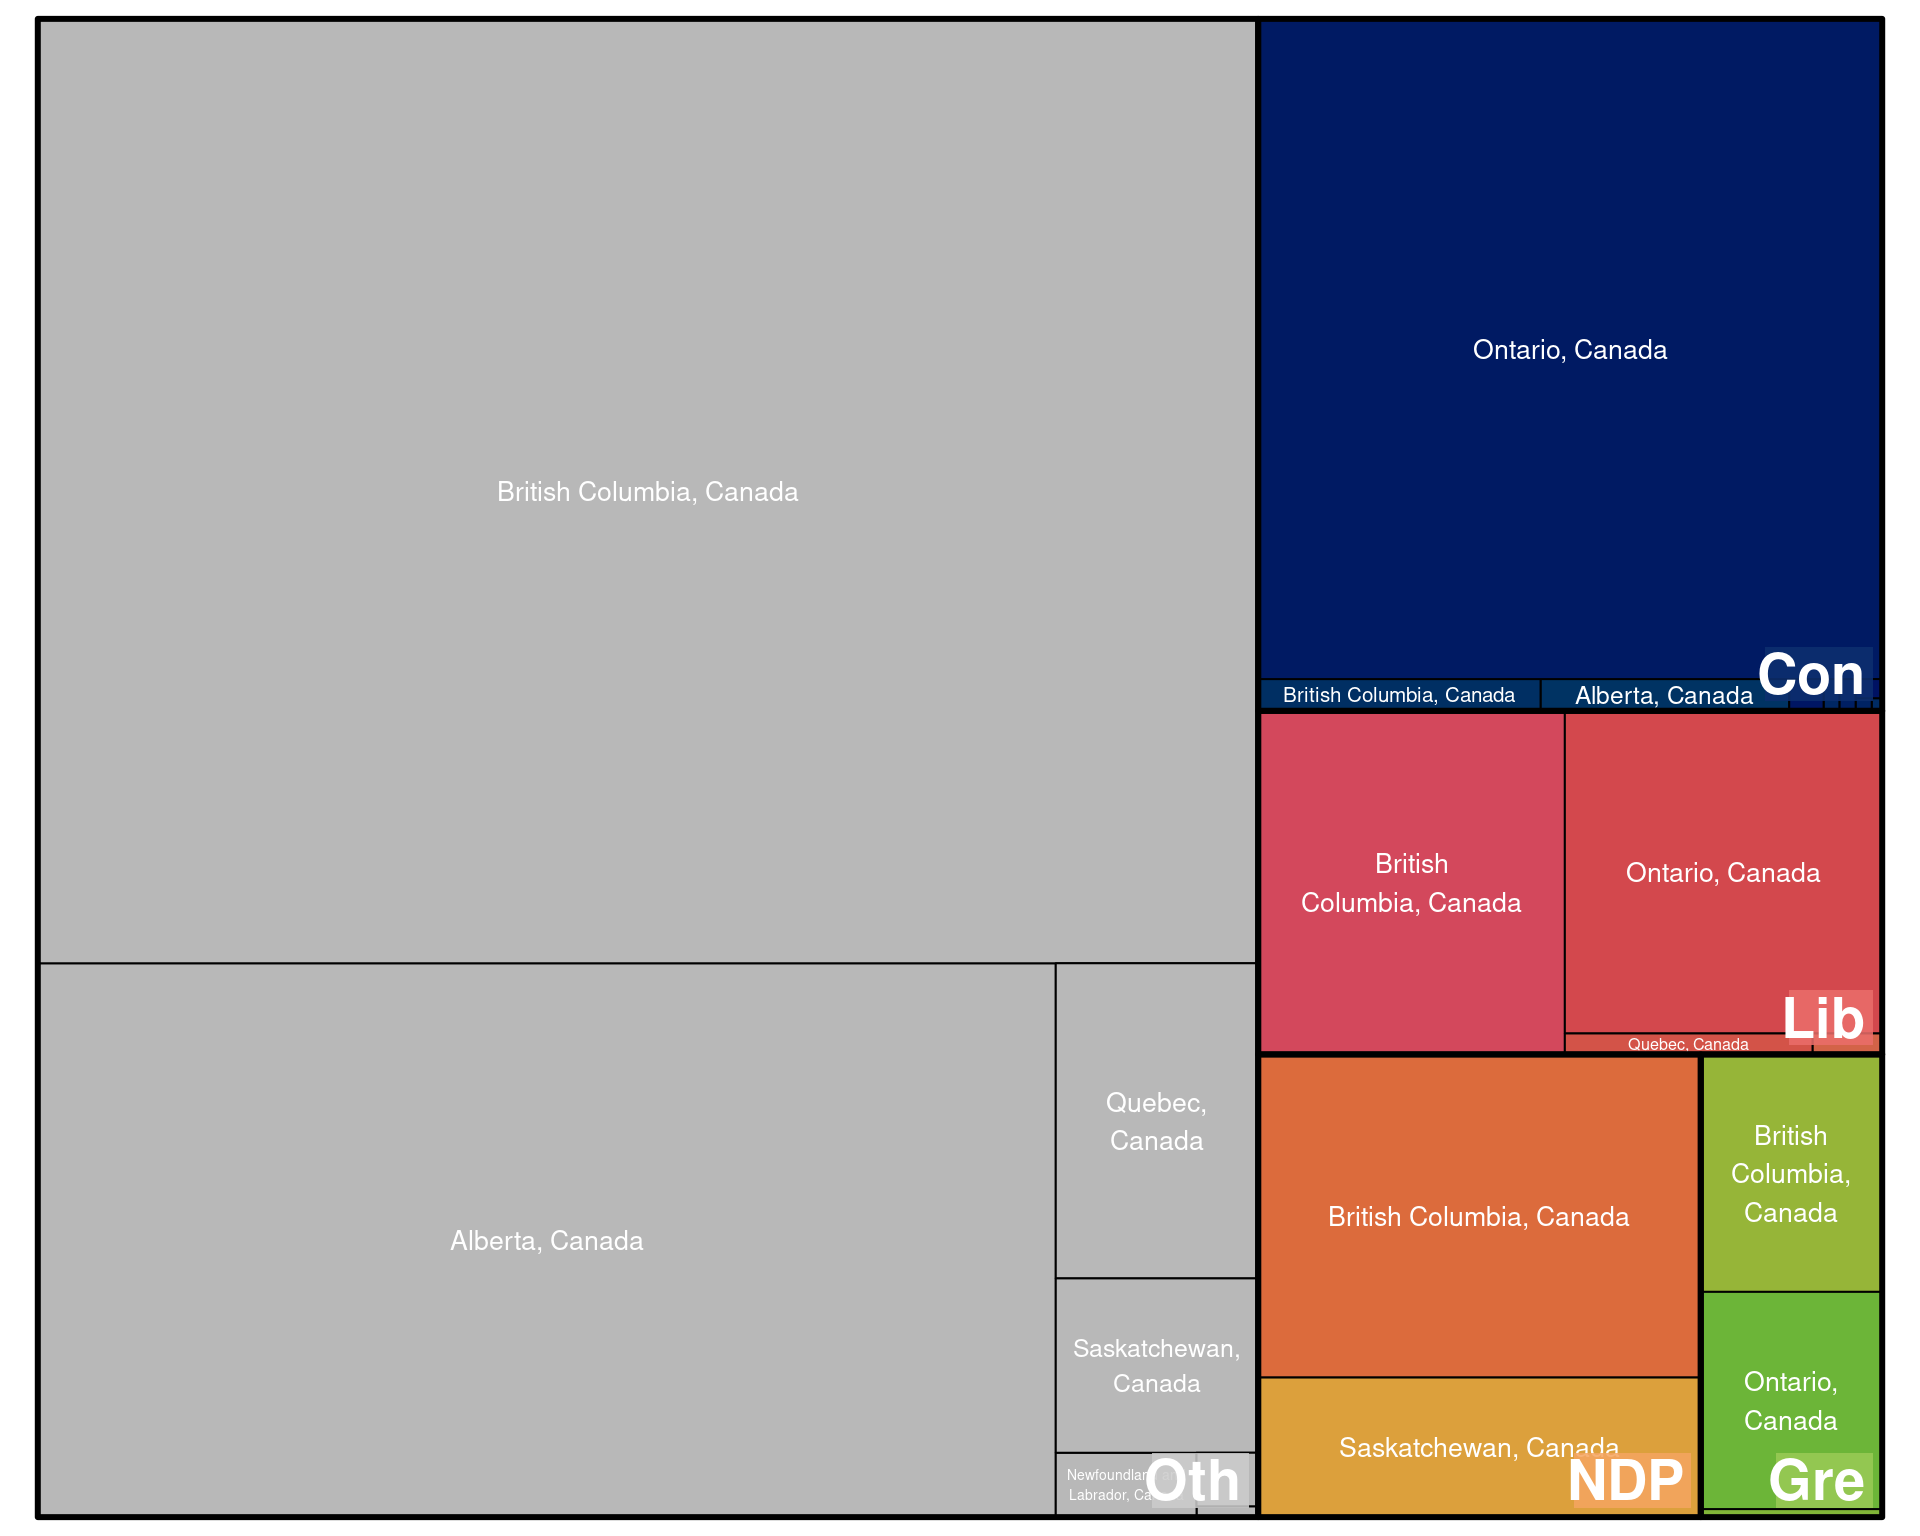 British Columbia, Canada
Alberta, Canada
Quebec,
Canada
Saskatchewan,
Canada
Labrador,
Oth
Ontario, Canada
British Columbia, Canada
Alberta, Canada
Con
British
Columbia, Canada
Ontario, Canada
Quebec, Canada
Lib
British Columbia, Canada
Saskatchewan, Canada
NDP
British
Columbia,
Canada
Ontario,
Canada
Gre